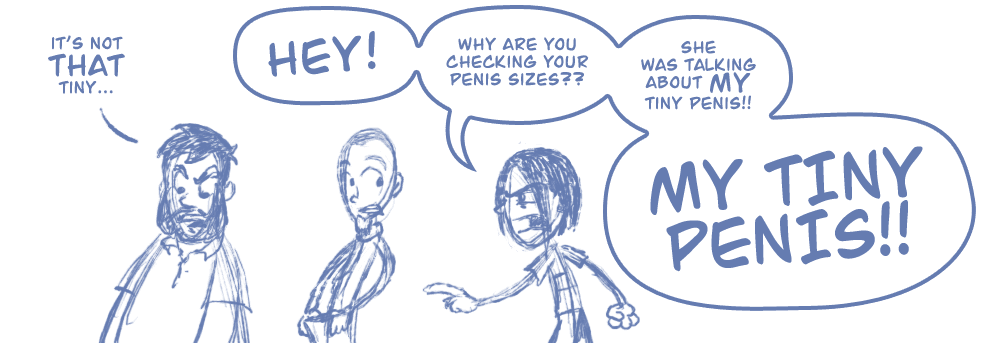 IT'S NOT
THAT
TINY...
HEY!
WHY ARE YOU
CHECKING YOUR
PENIS SIZES??
SHE
WAS TALKING
ABOUT MY
TINY PENIS!!
MY TINY
PENIS!!